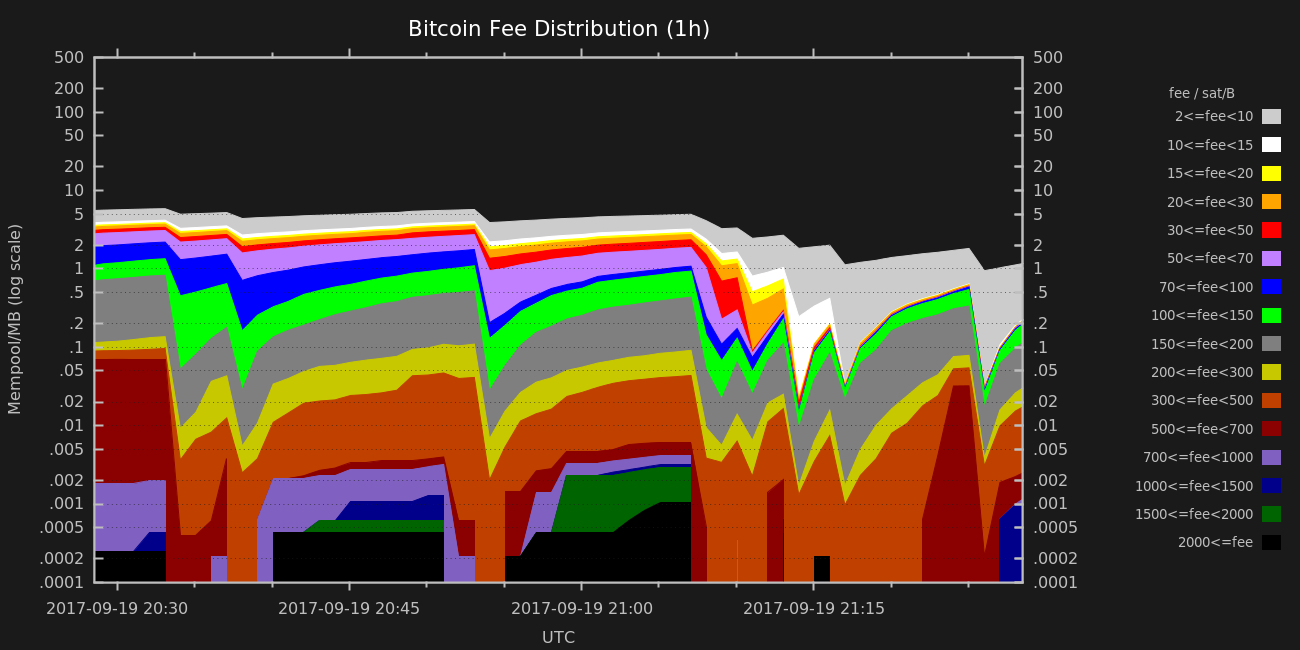 Bitcoin Fee Distribution (1h)
500 500
200 200
100 100
50 50
20 20
10 10
5 5
2 2
1 1
.5 .5
.2 .2
.1 .1
.05 .05
.02 .02
.01 .01
.005 .005
.002 .002
.001 .001
.0005 .0005
.0002 .0002
.0001 .0001
Mempool/MB (log scale)
2017-09-19 20:30 2017-09-19 20:45 2017-09-19 21:00 2017-09-19 21:15
UTC
fee / sat/B
2<=fee<10
10<=fee<15
15<=fee<20
20<=fee<30
30<=fee<50
50<=fee<70
70<=fee<100
100<=fee<150
150<=fee<200
200<=fee<300
300<=fee<500
500<=fee<700
700<=fee<1000
1000<=fee<1500
1500<=fee<2000
2000<=fee